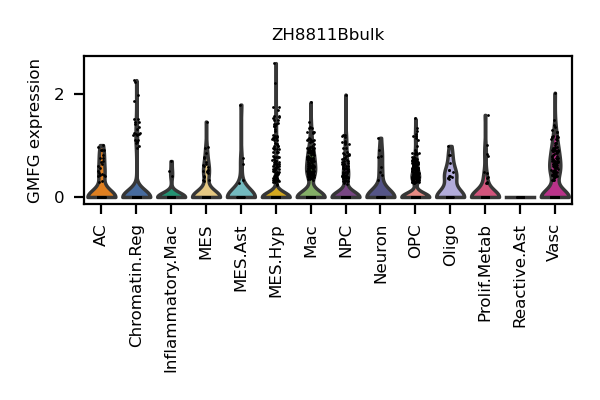 ZH8811Bbulk
GMFG expression
2
0
AC
Chromatin.Reg
Inflammatory.Mac
MES
MES.Ast
MES.Hyp
Mac
NPC
Neuron
OPC
Oligo
Prolif.Metab
Reactive.Ast
Vasc